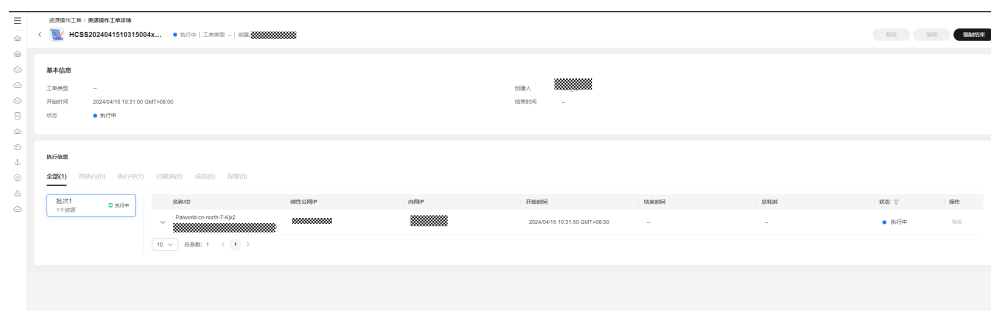 资源操作工单 / 资源操作工单详情
HCSS2024041510315004x... 执行中 | 工单类型 -- | 创建
强制结束
基本信息
工单类型 --
创建人
开始时间 2024/04/15 10:31:50 GMT+08:00
结束时间 --
状态 执行中
执行信息
全部(1) 待执行(0) 执行中(1) 已取消(0) 成功(0) 异常(0)
批次1
1个资源
执行中
名称/ID 弹性公网IP 内网IP 开始时间 结束时间 总耗时 状态 操作
Palworld-cn-north-7-Kjx2
2024/04/15 10:31:50 GMT+08:00 -- -- 执行中
10 总条数: 1 < 1 >